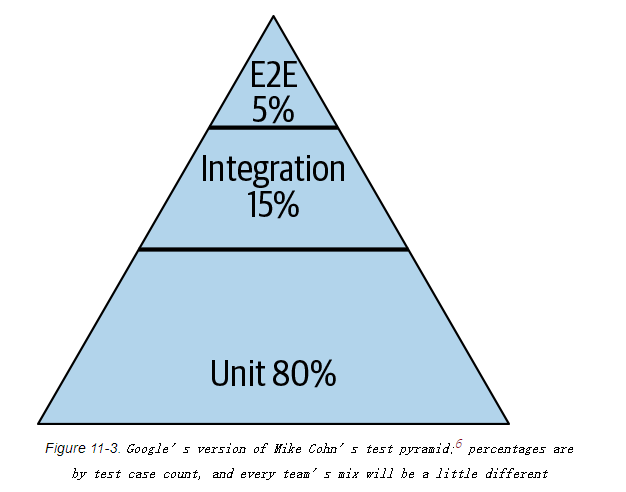 E2E
5%
Integration
15%
Unit 80%
Figure 11-3. Google's version of Mike Cohn's test pyramid;6 percentages are
by test case count, and every team's mix will be a little different